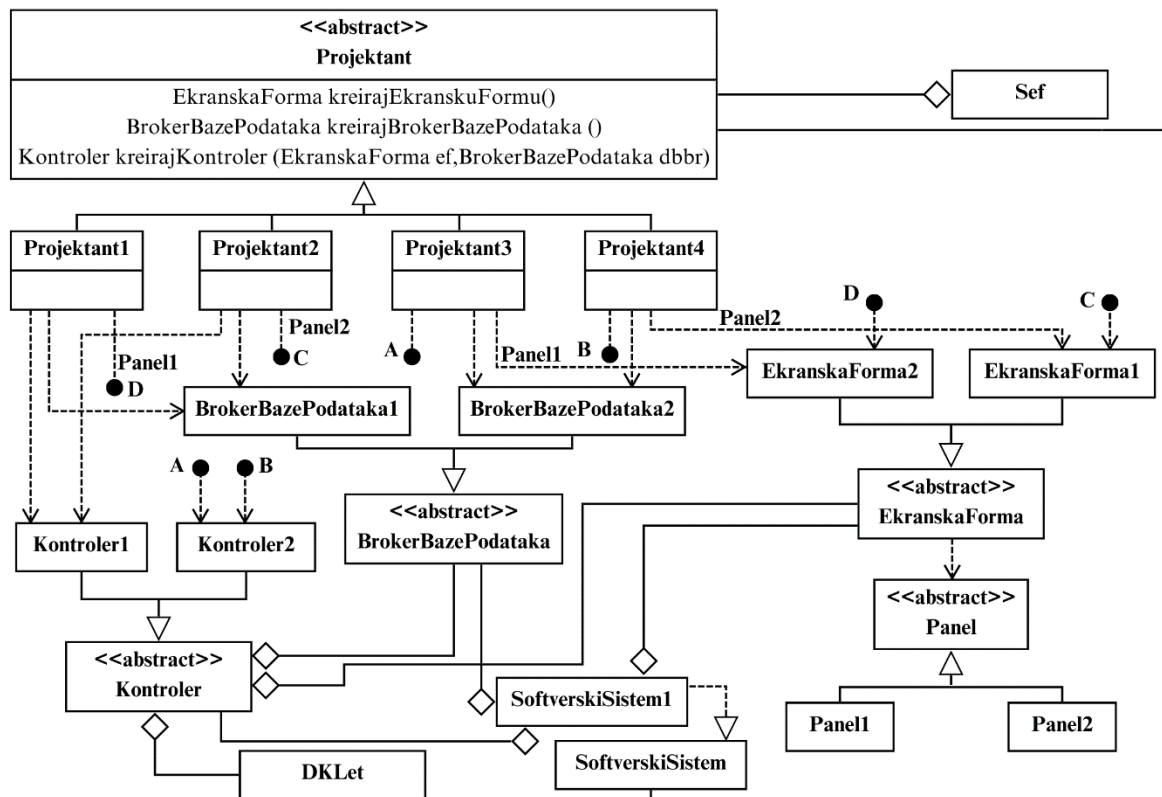 <<abstract>>
Projektant
EkranskaForma kreirajEkranskuFormu()
BrokerBazePodataka kreirajBrokerBazePodataka ()
Kontroler kreirajKontroler (EkranskaForma ef,BrokerBazePodataka dbbr)
Sef
Projektant1
Projektant2
Projektant3
Projektant4
Panel1
D
Panel2
C
A
Panel1
B
Panel2
D
C
EkranskaForma2
EkranskaForma1
BrokerBazePodataka1
BrokerBazePodataka2
A
B
<<abstract>>
BrokerBazePodataka
<<abstract>>
EkranskaForma
Kontroler1
Kontroler2
<<abstract>>
Panel
<<abstract>>
Kontroler
SoftverskiSistem1
Panel1
Panel2
DKLet
SoftverskiSistem